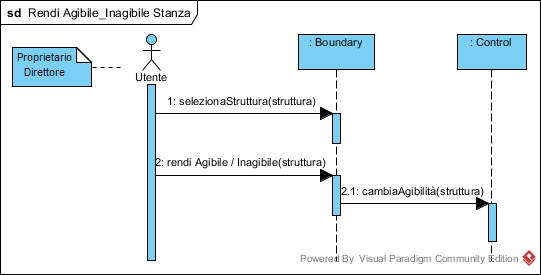 sd Rendi Agibile_Inagibile Stanza
Proprietario
Direttore
Utente
: Boundary
: Control
1: selezionaStruttura(struttura)
2: rendi Agibile / Inagibile(struttura)
2.1: cambiaAgibilità(struttura)
Powered By Visual Paradigm Community Edition